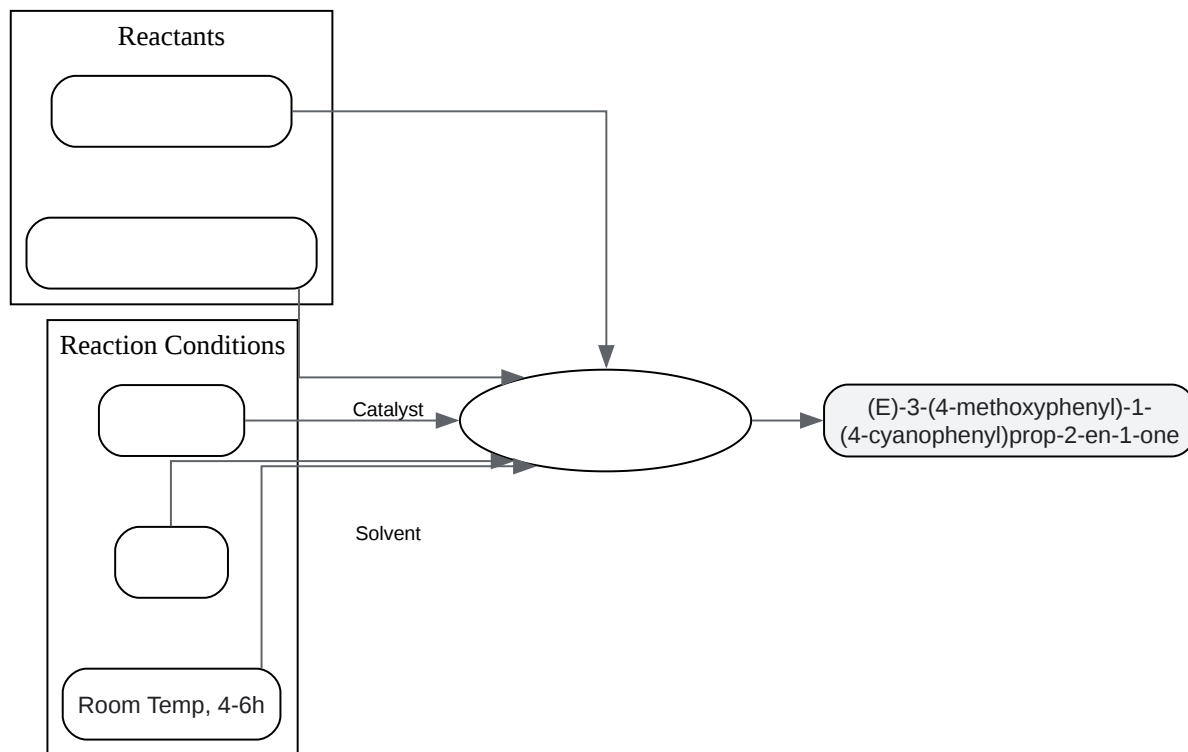 Reactants
Reaction Conditions
Catalyst
Solvent
Room Temp, 4-6h
(E)-3-(4-methoxyphenyl)-1-
(4-cyanophenyl)prop-2-en-1-one